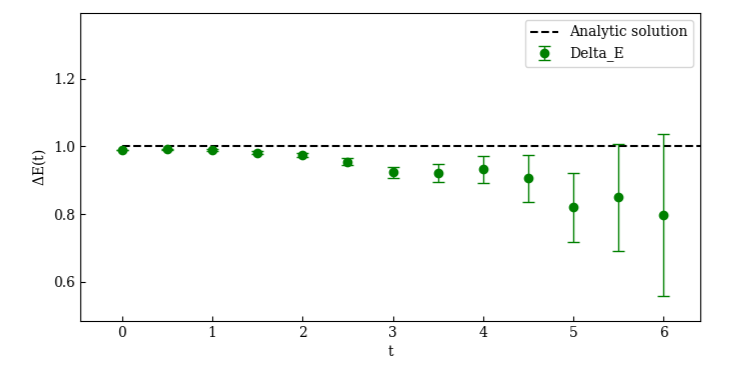 Analytic solution
Delta_E
1.2
1.0
0.8
0.6
ΔE(t)
0 1 2 3 4 5 6
t